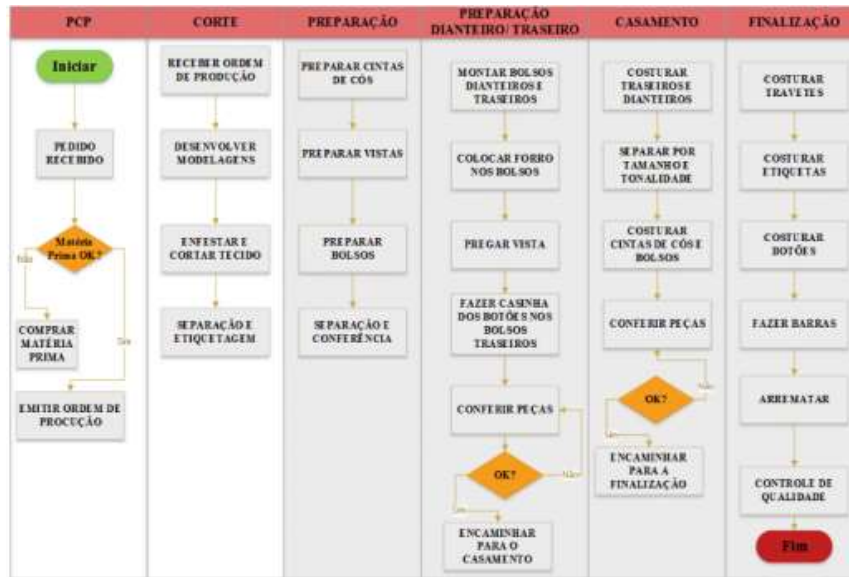 PCP
Iniciar
PEDIDO
RECEBIDO
Matéria
Prima OK?
Não
Sim
COMPRAR
MATÉRIA
PRIMA
EMITIR ORDEM DE
PROCUÇÃO
CORTE
RECEBER ORDEM
DE PRODUÇÃO
DESENVOLVER
MODELAGENS
ENFESTAR E
CORTAR TECIDO
SEPARAÇÃO E
ETIQUETAGEM
PREPARAÇÃO
PREPARAR CINTAS
DE CÓS
PREPARAR VISTAS
PREPARAR
BOLSOS
SEPARAÇÃO E
CONFERÊNCIA
PREPARAÇÃO
DIANTEIRO/ TRASEIRO
MONTAR BOLSOS
DIANTEIROS E
TRASEIROS
COLOCAR FORRO
NOS BOLSOS
PREGAR VISTA
FAZER CASINHA
DOS BOTÕES NOS
BOLSOS
TRASEIROS
CONFERIR PEÇAS
OK?
Não
Sim
ENCAMINHAR
PARA O
CASAMENTO
CASAMENTO
COSTURAR
TRASEIROS E
DIANTEIROS
SEPARAR POR
TAMANHO E
TONALIDADE
COSTURAR
CINTAS DE CÓS E
BOLSOS
CONFERIR PEÇAS
Não
OK?
Sim
ENCAMINHAR
PARA A
FINALIZAÇÃO
FINALIZAÇÃO
COSTURAR
TRAVETES
COSTURAR
ETIQUETAS
COSTURAR
BOTÕES
FAZER BARRAS
ARREMATAR
CONTROLE DE
QUALIDADE
Fim